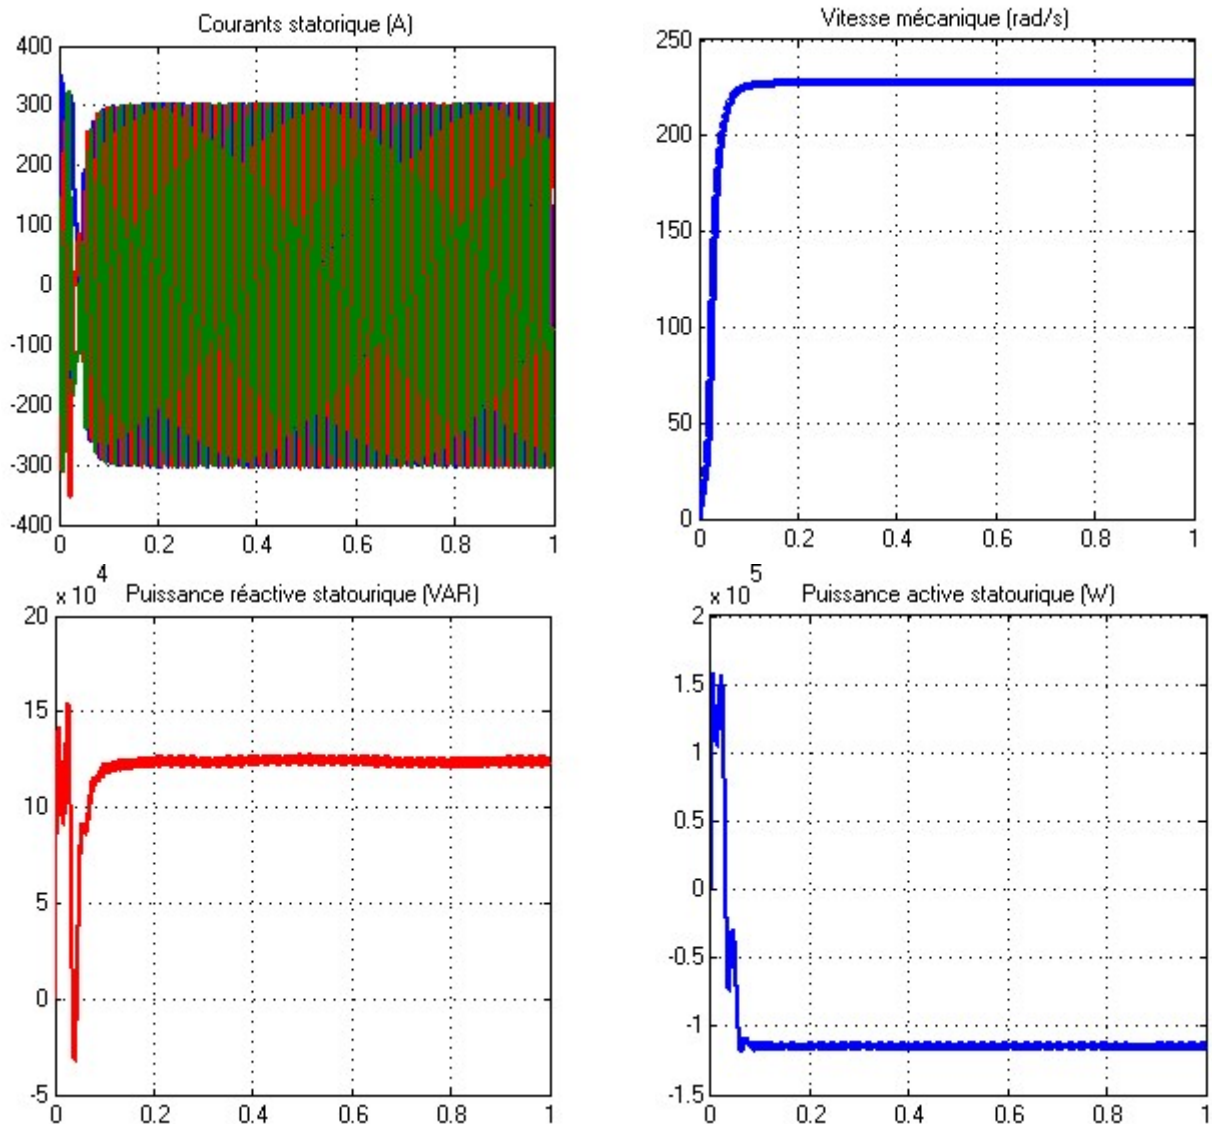 Courants statorique (A)
400
300
200
100
0
-100
-200
-300
-400
0 0.2 0.4 0.6 0.8 1
Vitesse mécanique (rad/s)
250
200
150
100
50
0
0 0.2 0.4 0.6 0.8 1
x 10^4
Puissance réactive statourique (VAR)
20
15
10
5
0
-5
0 0.2 0.4 0.6 0.8 1
x 10^5
Puissance active statourique (W)
2
1.5
1
0.5
0
-0.5
-1
-1.5
0 0.2 0.4 0.6 0.8 1